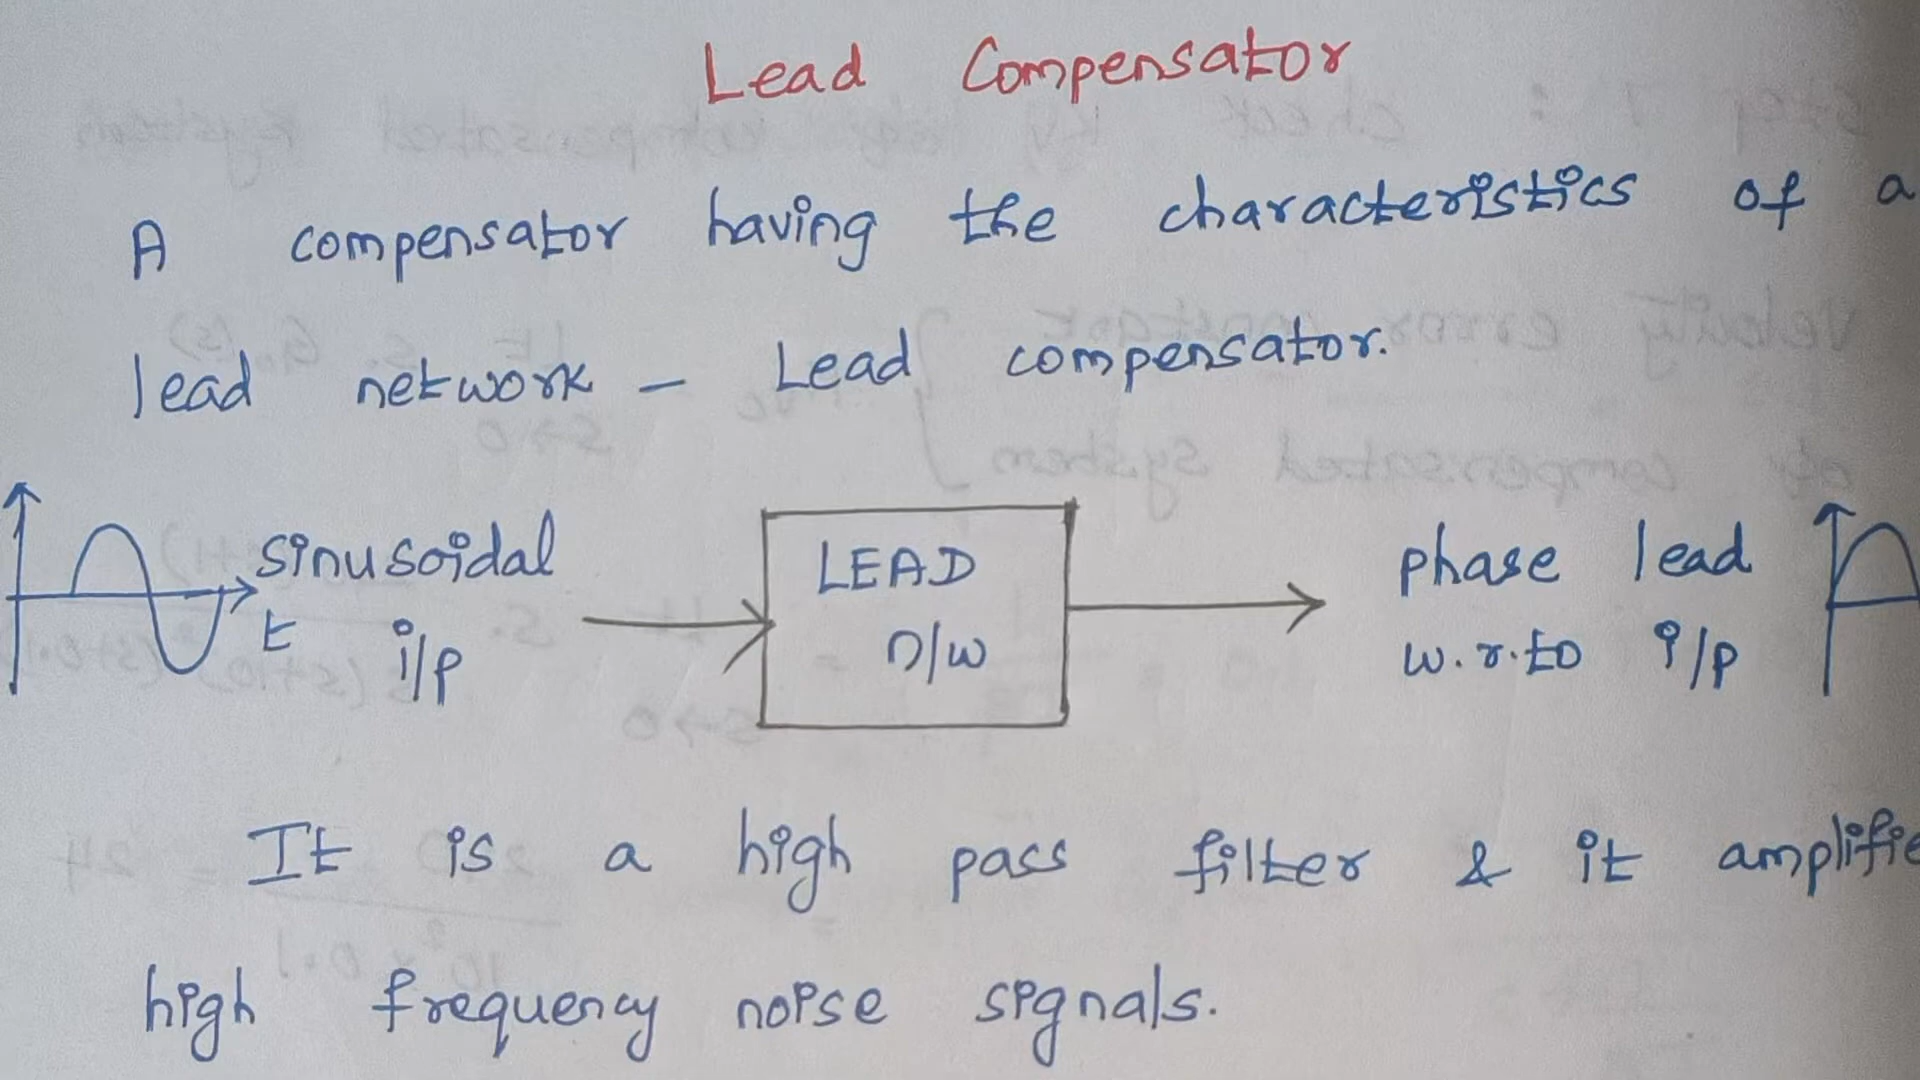 Lead Compensator
A compensator having the characteristics of a
lead network - Lead compensator.
sinusoidal
t i/p
LEAD
n/w
phase lead
w.r.to i/p
It is a high pass filter & it amplifie
high frequency noise signals.